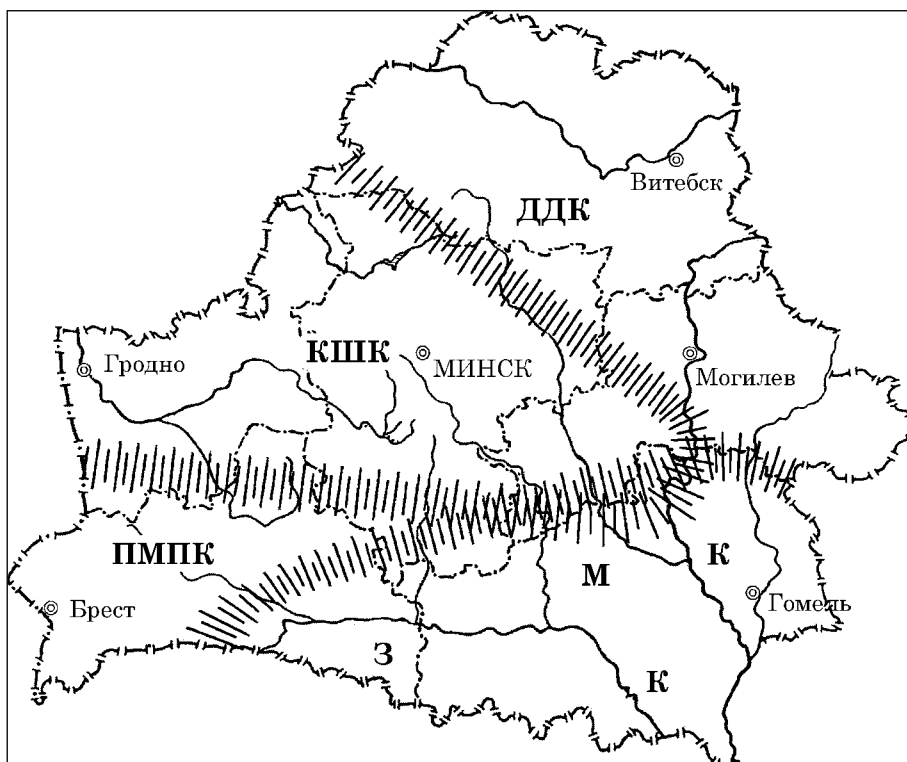 Витебск
ДДК
КШК
МИНСК
Гродно
Могилев
ПМПК
М
К
Брест
Гомель
З
К